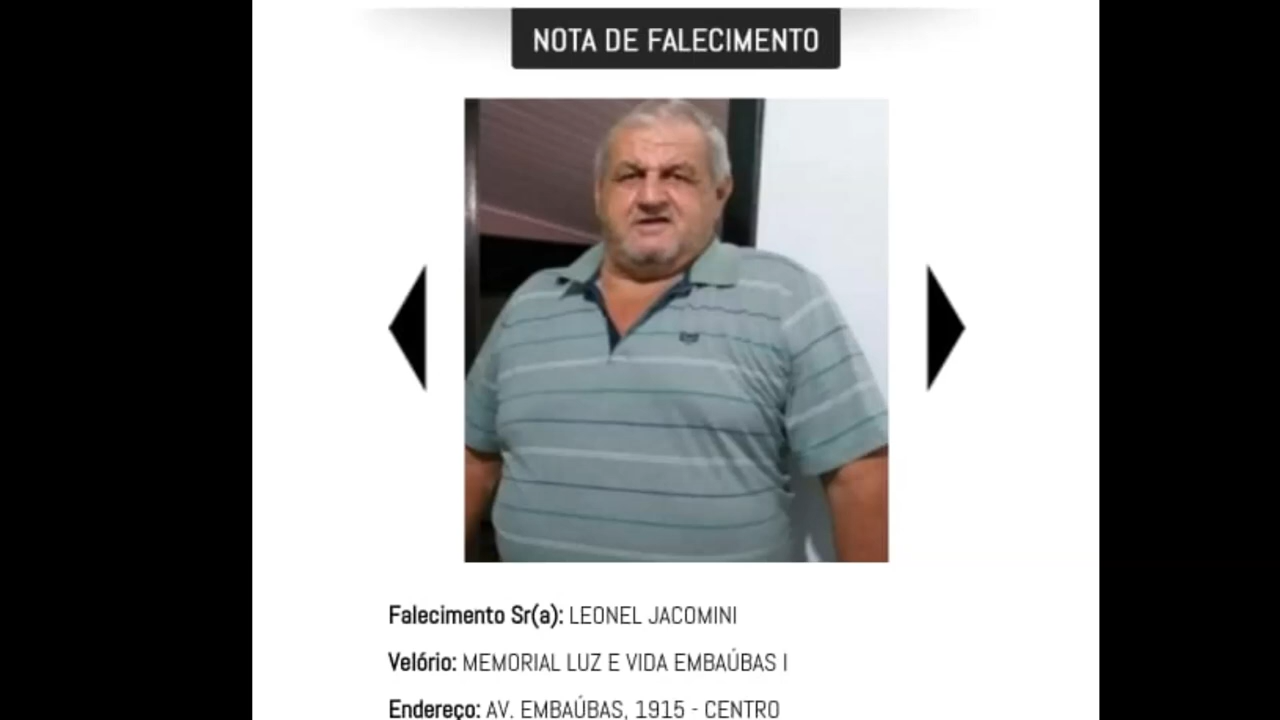 NOTA DE FALECIMENTO
Falecimento Sr(a): LEONEL JACOMINI
Velório: MEMORIAL LUZ E VIDA EMBAÚBAS I
Endereço: AV. EMBAÚBAS, 1915 - CENTRO